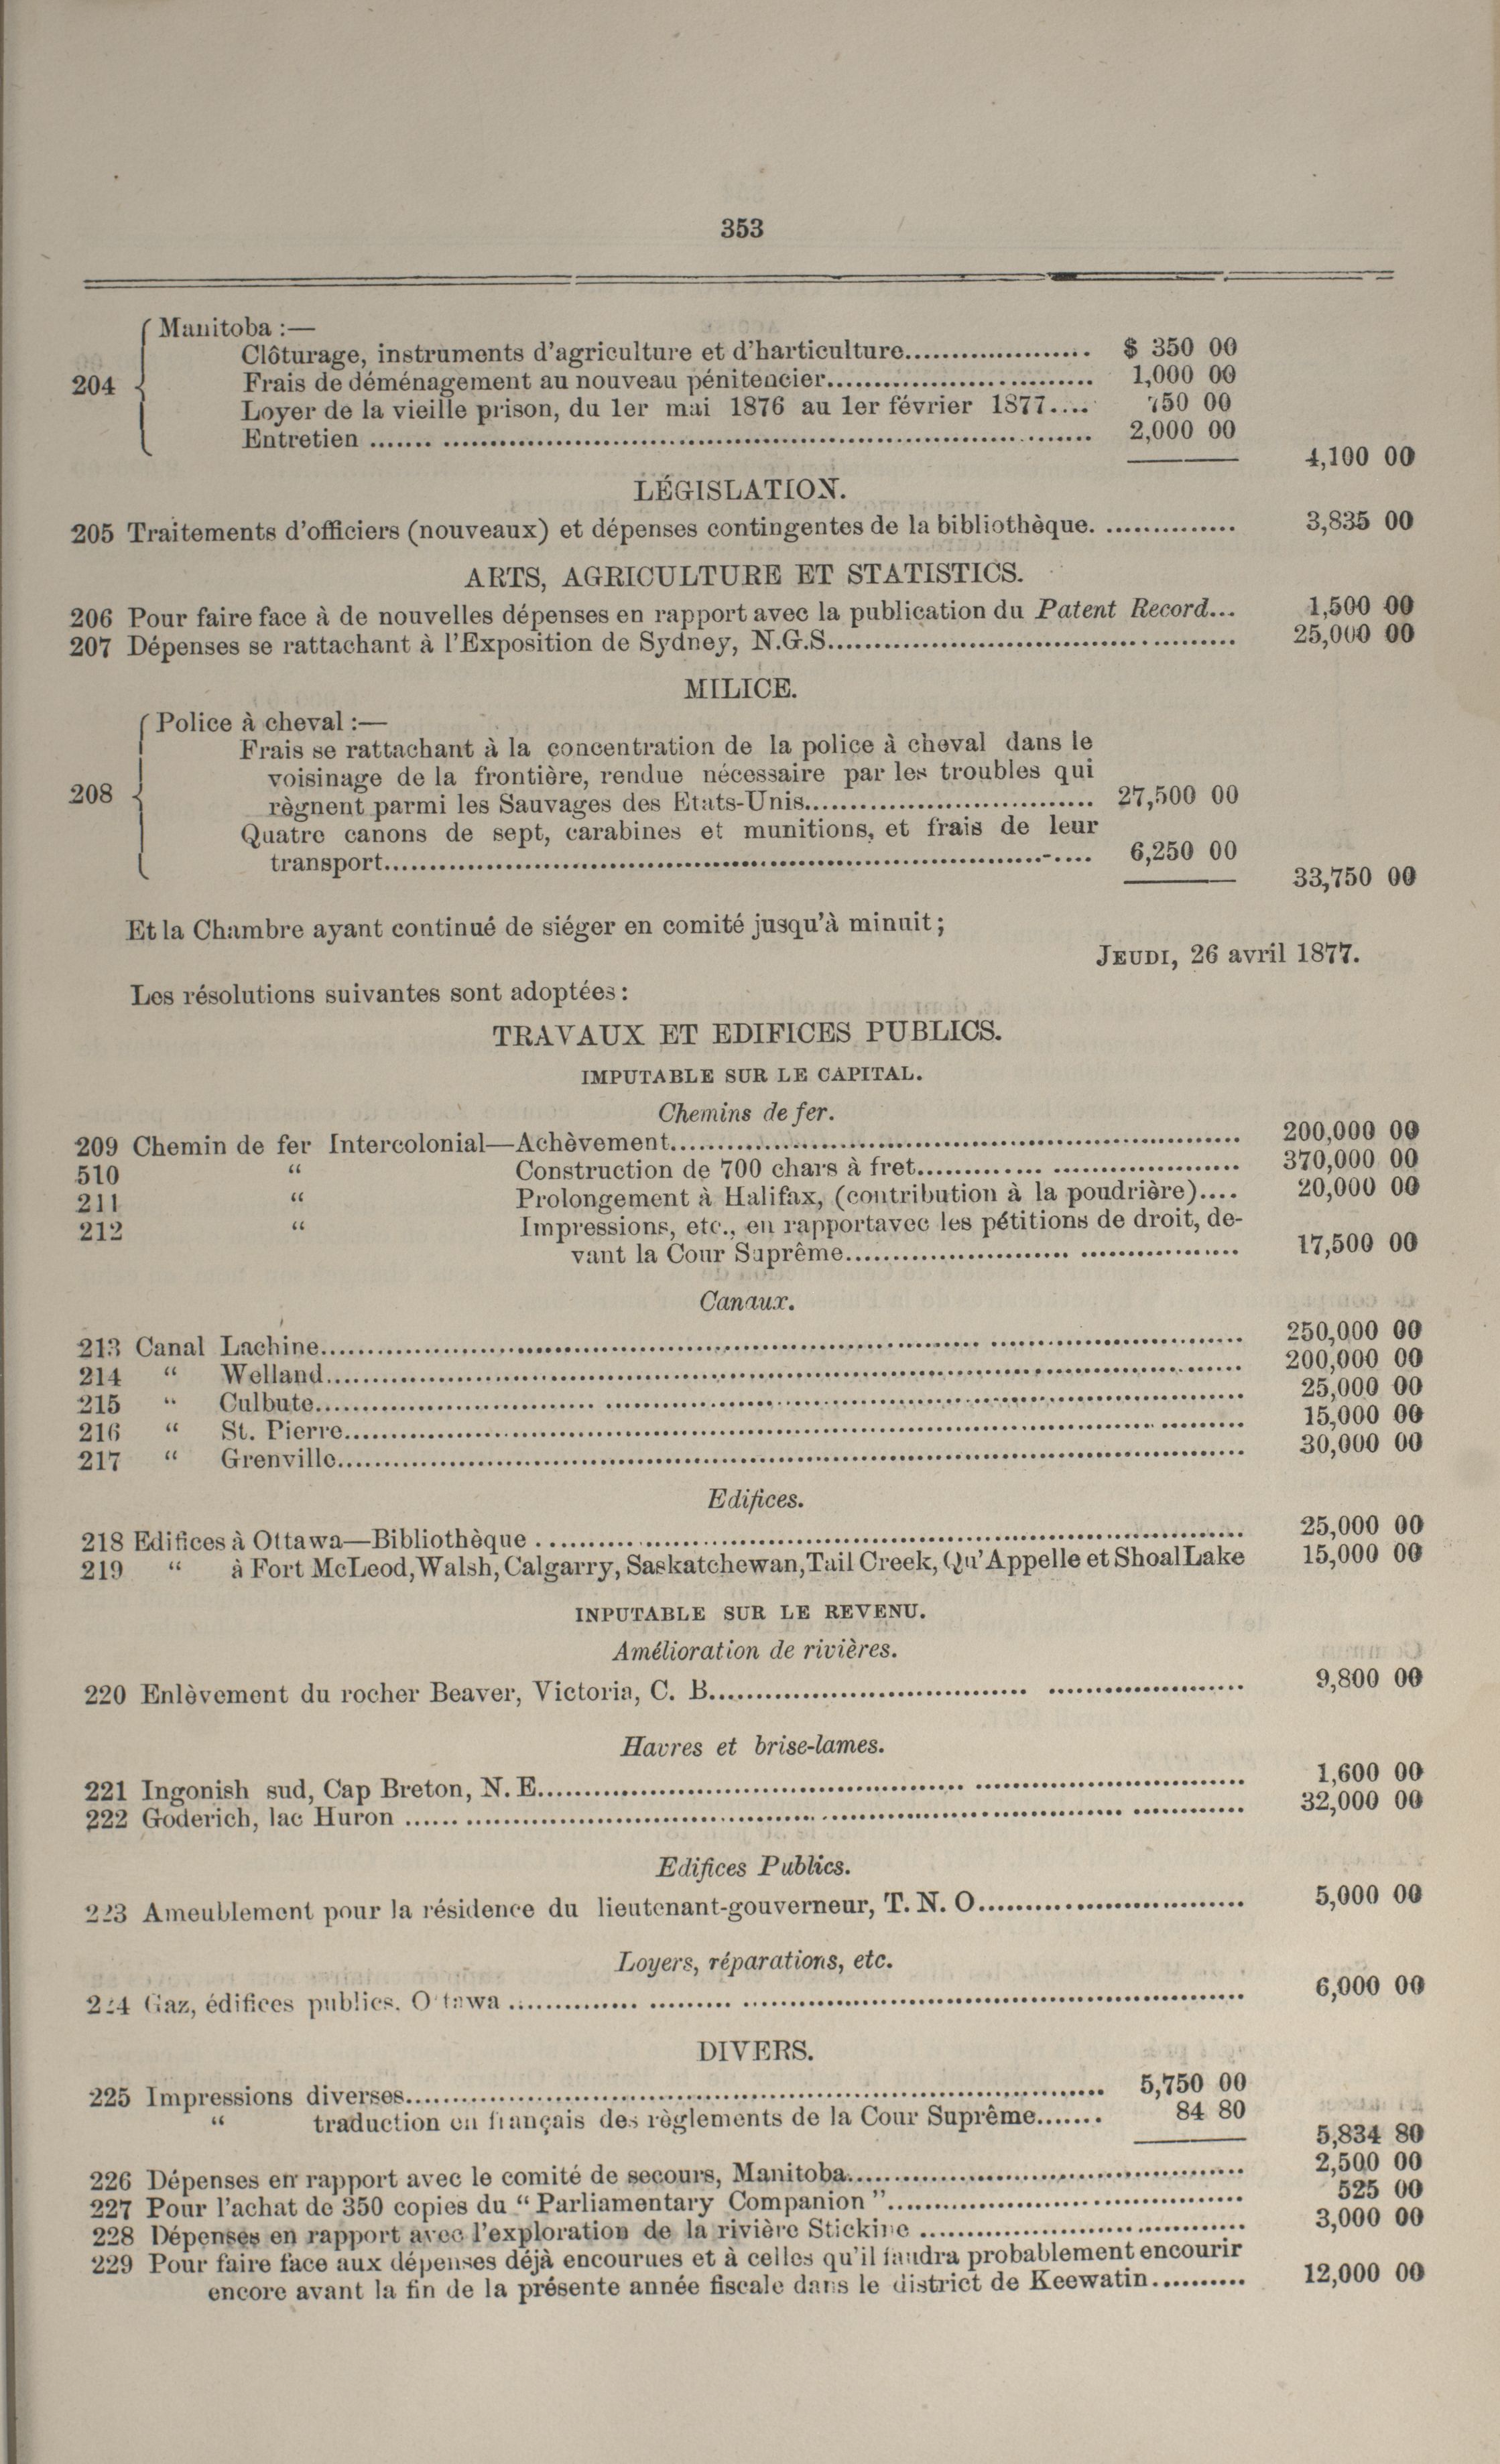 353
Manitoba :—
Clôturage, instruments d'agriculture et d'harticulture.................... $ 350 00
204 Frais de déménagement au nouveau pénitencier............................ 1,000 00
Loyer de la vieille prison, du 1er mai 1876 au 1er février 1877.... 750 00
Entretien ....... ........................................................................ 2,000 00
4,100 00
LÉGISLATION.
205 Traitements d'officiers (nouveaux) et dépenses contingentes de la bibliothèque. .............. 3,835 00
ARTS, AGRICULTURE ET STATISTICS.
206 Pour faire face à de nouvelles dépenses en rapport avec la publication du Patent Record... 1,500 00
207 Dépenses se rattachant à l'Exposition de Sydney, N.G.S............................................ 25,000 00
MILICE.
Police à cheval :—
Frais se rattachant à la concentration de la police à cheval dans le
voisinage de la frontière, rendue nécessaire par les troubles qui
208 règnent parmi les Sauvages des Etats-Unis.............................. 27,500 00
Quatre canons de sept, carabines et munitions, et frais de leur
transport........................................................................-.... 6,250 00
33,750 00
Et la Chambre ayant continué de siéger en comité jusqu'à minuit ;
JEUDI, 26 avril 1877.
Les résolutions suivantes sont adoptées :
TRAVAUX ET EDIFICES PUBLICS.
IMPUTABLE SUR LE CAPITAL.
Chemins de fer.
209 Chemin de fer Intercolonial—Achèvement............................................................ 200,000 00
510 “ Construction de 700 chars à fret............. .................... 370,000 00
211 “ Prolongement à Halifax, (contribution à la poudrière).... 20,000 00
212 “ Impressions, etc., en rapportavec les pétitions de droit, de-
vant la Cour Suprême........................ ................. 17,500 00
Canaux.
213 Canal Lachine....................................................................... ........................... 250,000 00
214 “ Welland.................................................................................................... 200,000 00
215 “ Culbute.............................. ..................................................................... 25,000 00
216 “ St. Pierre.................................................................................................. 15,000 00
217 “ Grenville................................................................................................... 30,000 00
Edifices.
218 Edifices à Ottawa—Bibliothèque ........................................................................... 25,000 00
219 “ à Fort McLeod, Walsh, Calgarry, Saskatchewan, Tail Creek, Qu'Appelle et Shoal Lake 15,000 00
INPUTABLE SUR LE REVENU.
Amélioration de rivières.
220 Enlèvement du rocher Beaver, Victoria, C. B.................................. ..................... 9,800 00
Havres et brise-lames.
221 Ingonish sud, Cap Breton, N. E............................................. ............................. 1,600 00
222 Goderich, lac Huron ...... ........................................................................ ............ 32,000 00
Edifices Publics.
223 Ameublement pour la résidence du lieutenant-gouverneur, T. N. O............................ 5,000 00
Loyers, réparations, etc.
224 Gaz, édifices publics. Ottawa .............. ......... ...................................................... 6,000 00
DIVERS.
225 Impressions diverses.......................................................................... 5,750 00
“ traduction en français des règlements de la Cour Suprême....... 84 80
5,834 80
226 Dépenses en rapport avec le comité de secours, Manitoba.......................................... 2,500 00
227 Pour l'achat de 350 copies du “ Parliamentary Companion ”...................................... 525 00
228 Dépenses en rapport avec l'exploration de la rivière Stickine ................................... 3,000 00
229 Pour faire face aux dépenses déjà encourues et à celles qu'il faudra probablement encourir
encore avant la fin de la présente année fiscale dans le district de Keewatin.......... 12,000 00